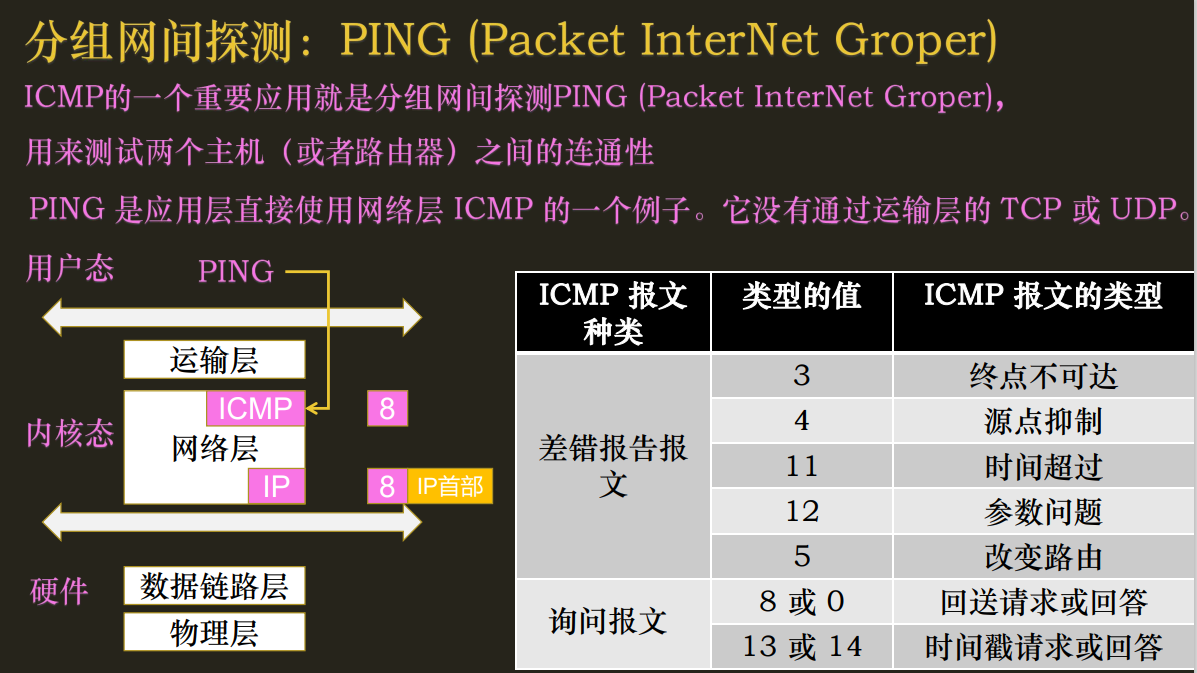 分组网间探测：PING (Packet InterNet Groper)
ICMP的一个重要应用就是分组网间探测PING (Packet InterNet Groper)，
用来测试两个主机（或者路由器）之间的连通性
PING 是应用层直接使用网络层 ICMP 的一个例子。它没有通过运输层的 TCP 或 UDP。
用户态
PING
运输层
内核态
ICMP
8
网络层
IP
8
IP首部
硬件
数据链路层
物理层
ICMP 报文
种类
类型的值
ICMP 报文的类型
差错报告报
文
3
终点不可达
4
源点抑制
11
时间超过
12
参数问题
5
改变路由
询问报文
8 或 0
回送请求或回答
13 或 14
时间戳请求或回答